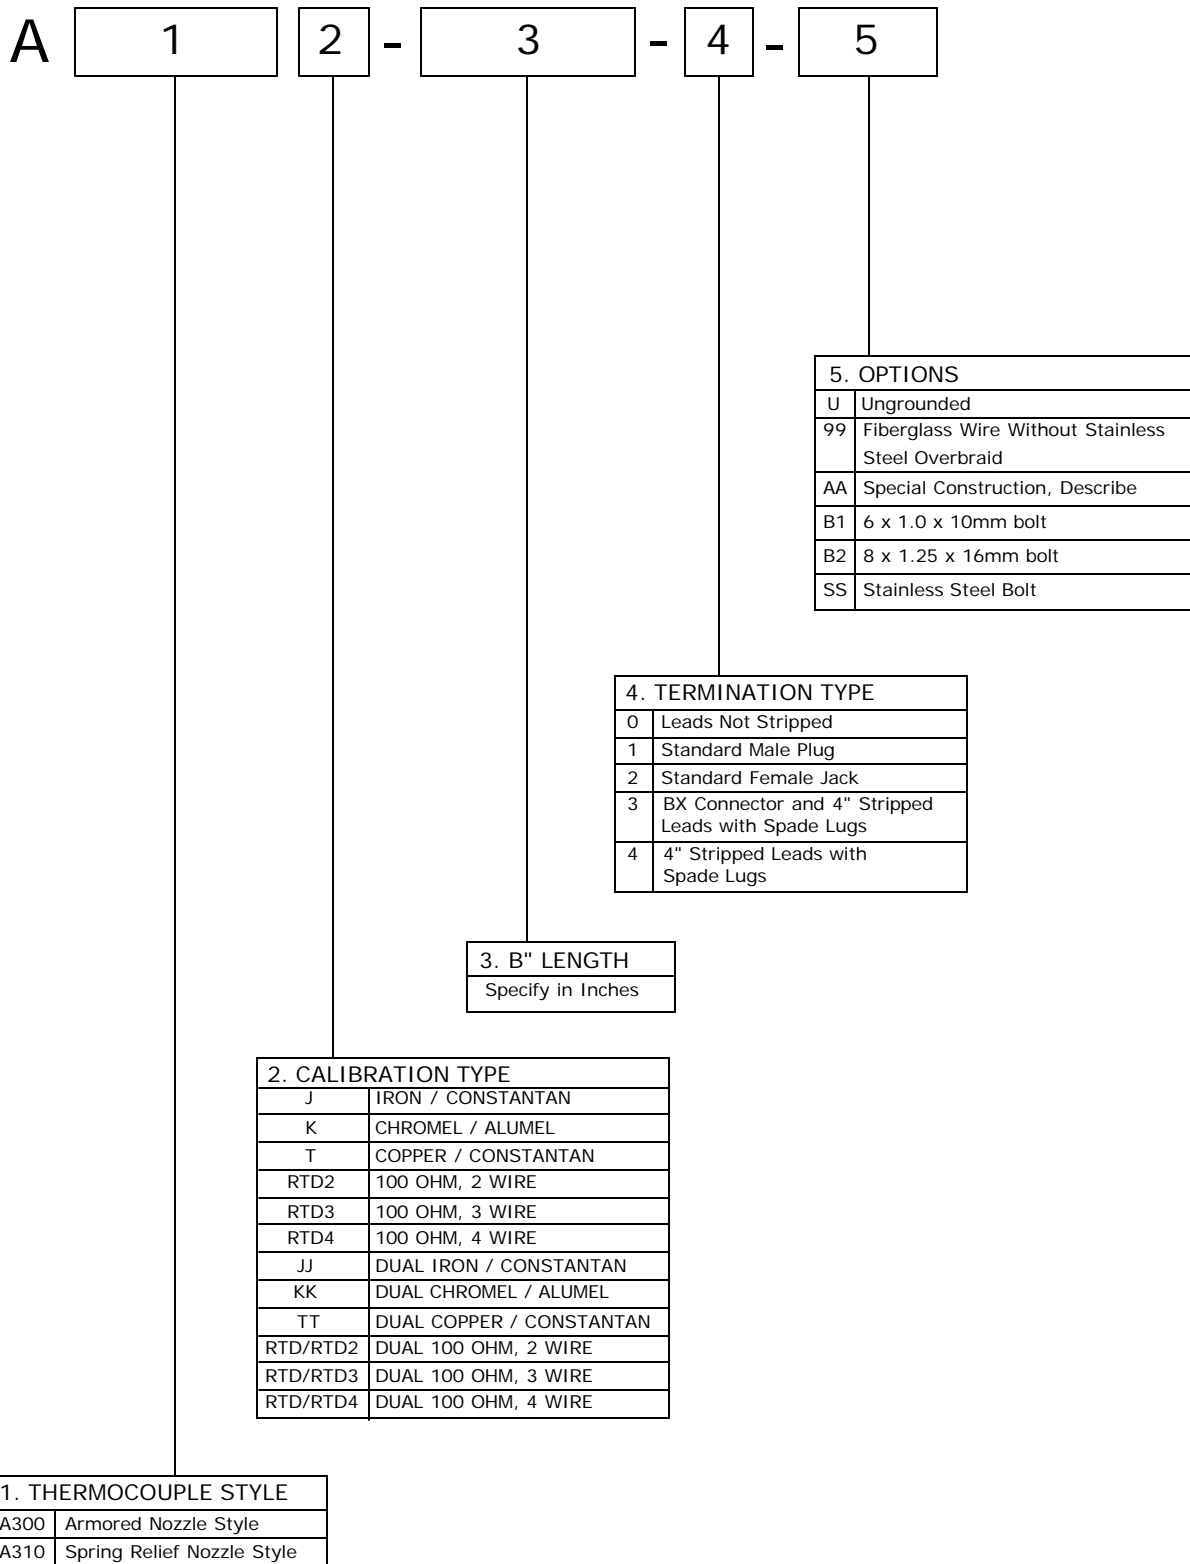 A 1 2 - 3 - 4 - 5
5. OPTIONS
U Ungrounded
99 Fiberglass Wire Without Stainless
Steel Overbraid
AA Special Construction, Describe
B1 6 x 1.0 x 10mm bolt
B2 8 x 1.25 x 16mm bolt
SS Stainless Steel Bolt
4. TERMINATION TYPE
0 Leads Not Stripped
1 Standard Male Plug
2 Standard Female Jack
3 BX Connector and 4" Stripped
Leads with Spade Lugs
4 4" Stripped Leads with
Spade Lugs
3. B" LENGTH
Specify in Inches
2. CALIBRATION TYPE
J IRON / CONSTANTAN
K CHROMEL / ALUMEL
T COPPER / CONSTANTAN
RTD2 100 OHM, 2 WIRE
RTD3 100 OHM, 3 WIRE
RTD4 100 OHM, 4 WIRE
JJ DUAL IRON / CONSTANTAN
KK DUAL CHROMEL / ALUMEL
TT DUAL COPPER / CONSTANTAN
RTD/RTD2 DUAL 100 OHM, 2 WIRE
RTD/RTD3 DUAL 100 OHM, 3 WIRE
RTD/RTD4 DUAL 100 OHM, 4 WIRE
1. THERMOCOUPLE STYLE
A300 Armored Nozzle Style
A310 Spring Relief Nozzle Style